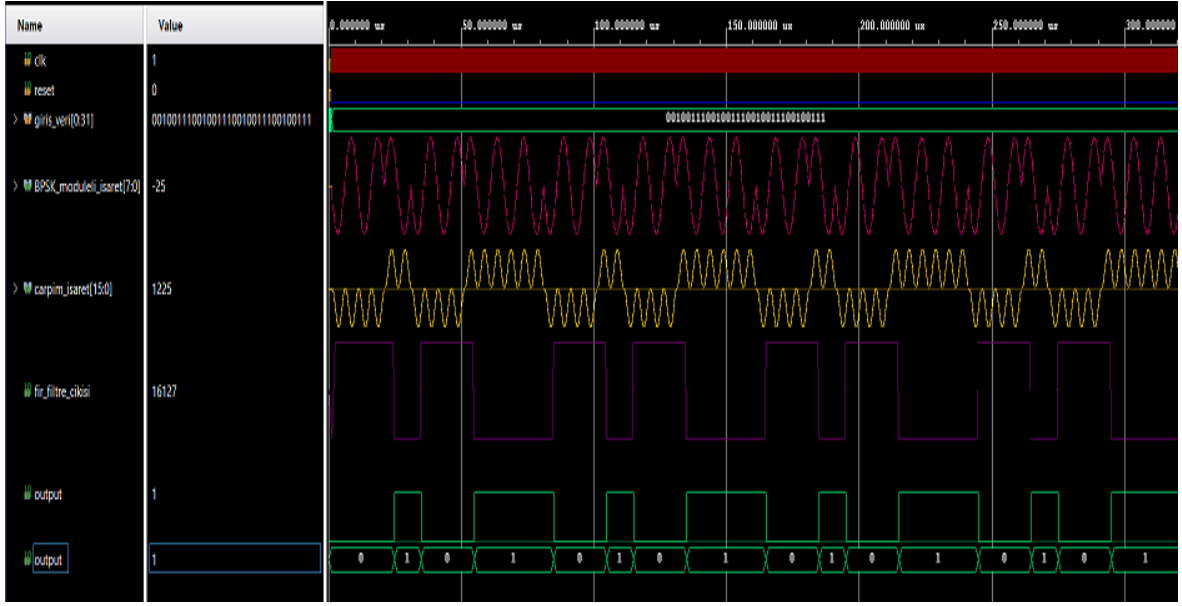 Name Value 0.000000 us 50.000000 us 100.000000 us 150.000000 us 200.000000 us 250.000000 us 300.000000
clk 1
reset 0
giris_veri[0:31] 00100111001001110010011100100111 00100111001001110010011100100111
BPSK_moduleli_isaret[7:0] -25
carpim_isaret[15:0] 1225
fir_filtre_cikisi 16127
output 1
output 1 0 1 0 1 0 1 0 1 0 1 0 1 0 1 0 1